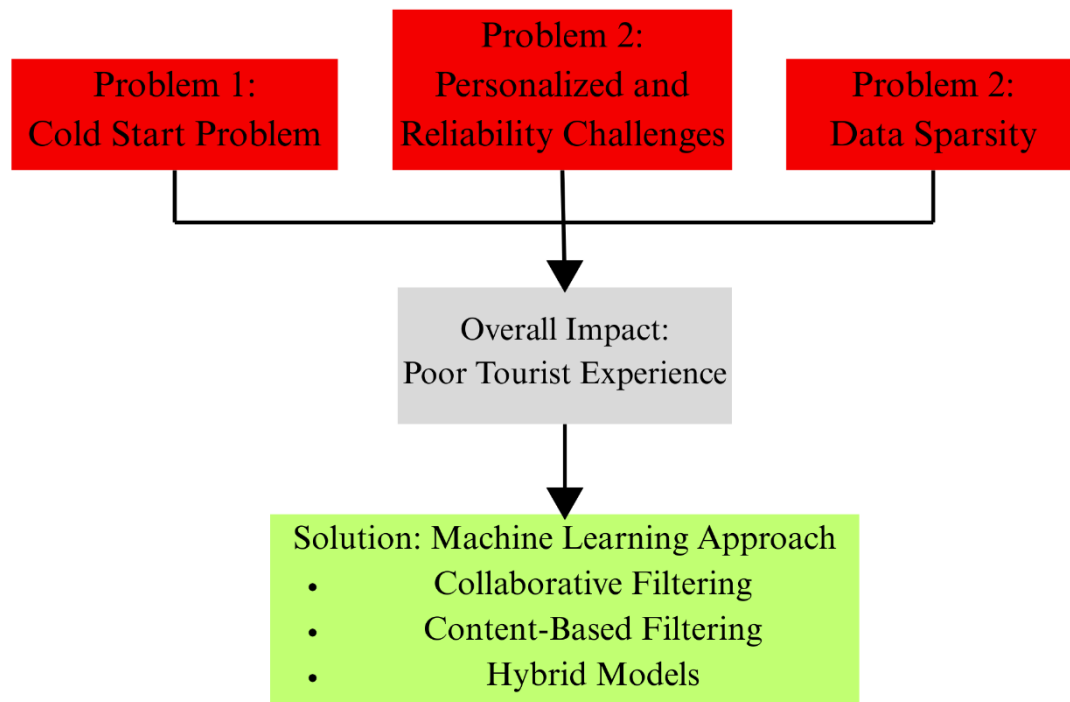 Problem 1:
Cold Start Problem
Problem 2:
Personalized and
Reliability Challenges
Problem 2:
Data Sparsity
Overall Impact:
Poor Tourist Experience
Solution: Machine Learning Approach
• Collaborative Filtering
• Content-Based Filtering
• Hybrid Models